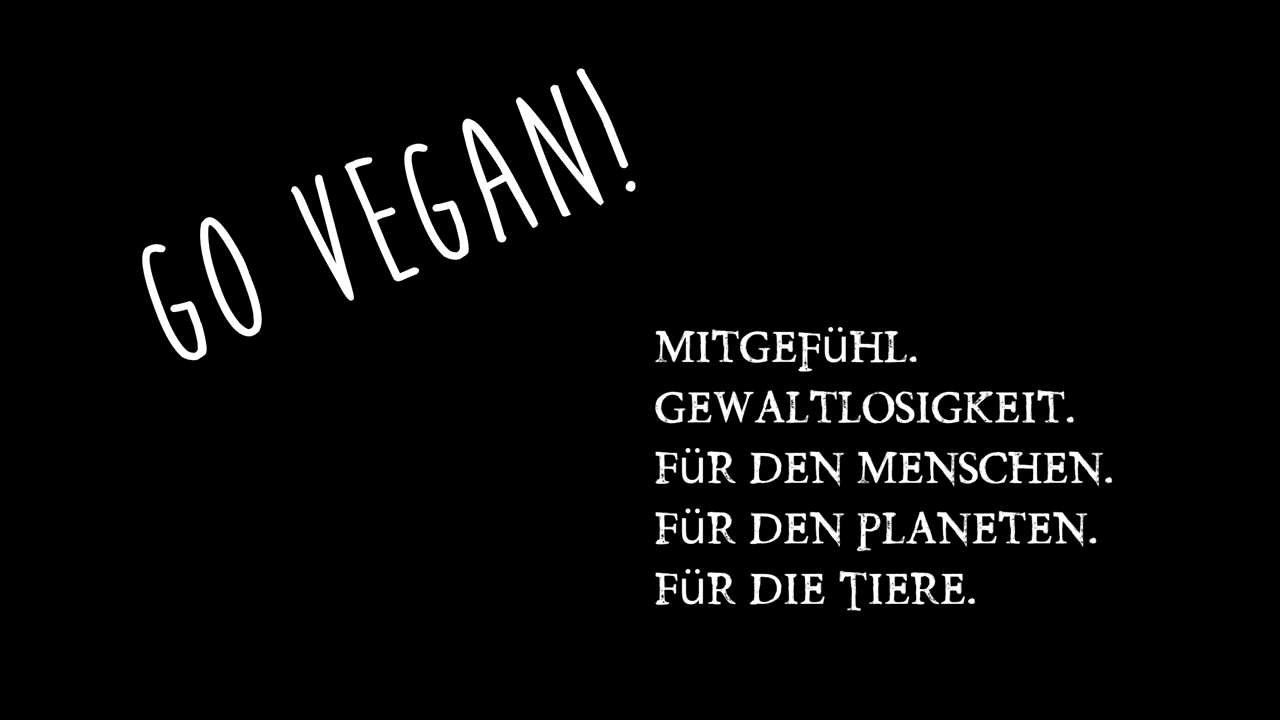 GO VEGAN!
MITGEFÜHL.
GEWALTLOSIGKEIT.
FÜR DEN MENSCHEN.
FÜR DEN PLANETEN.
FÜR DIE TIERE.